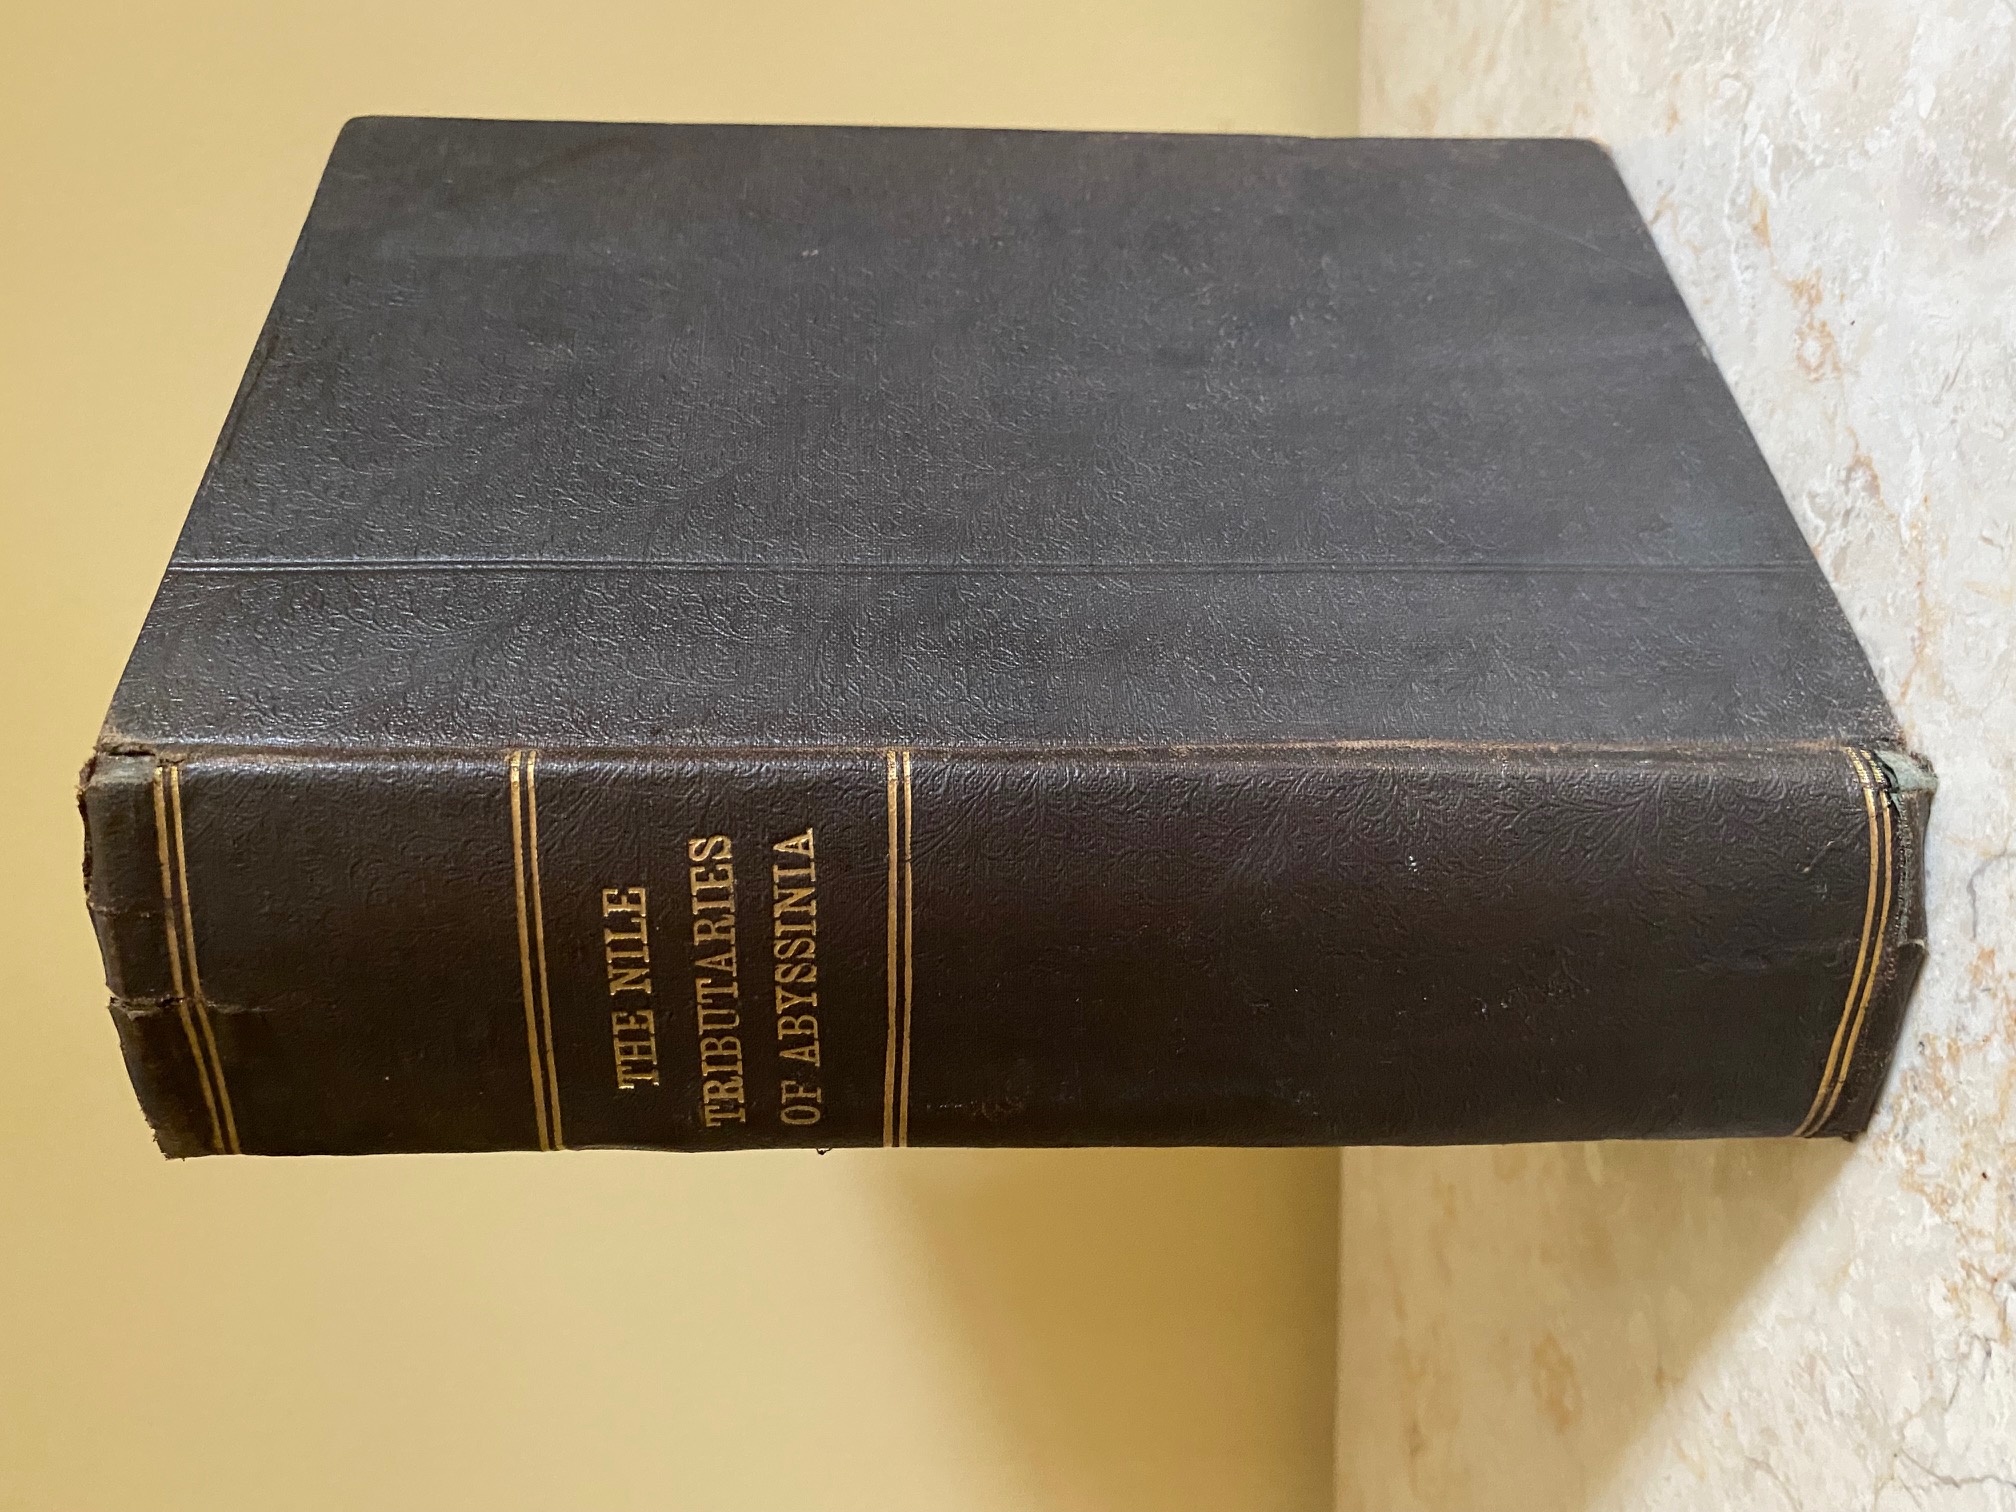 THE NILE
TRIBUTARIES
OF ABYSSINIA